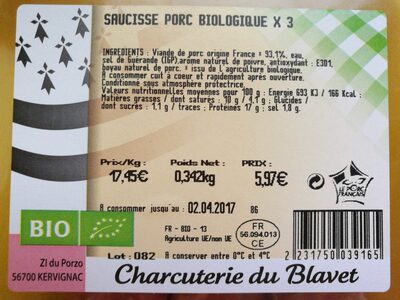 SAUCISSE PORC BIOLOGIQUE X 3
INGREDIENTS : Viande de porc origine France = 93,1%, eau,
sel de Guerande (IGP),arome naturel de poivre, antioxydant : E301,
boyau naturel de porc. * issu de l agriculture biologique.
A consommer cuit à coeur et rapidement après ouverture.
Conditionné sous atmosphère protectrice.
Valeurs nutritionnelles moyennes pour 100 g : Energie 693 KJ / 166 Kcal ;
Matières grasses / dont saturés : 10 g / 4,1 g ; Glucides /
dont sucres : 1,1 g / traces ; Protéines 17 g ; sel 1,8 g.
Prix/Kg : Poids Net : PRIX :
17,45€ 0,342kg 5,97€
LE PORC
FRANÇAIS
A consommer jusqu'au : 02.04.2017 86
BIO
FR - BIO - 13
Agriculture UE/non UE
FR
56.094.013
CE
ZI du Porzo
56700 KERVIGNAC
Lot : 082 A conserver entre 0°C et 4°C
2 231750 039165
Charcuterie du Blavet